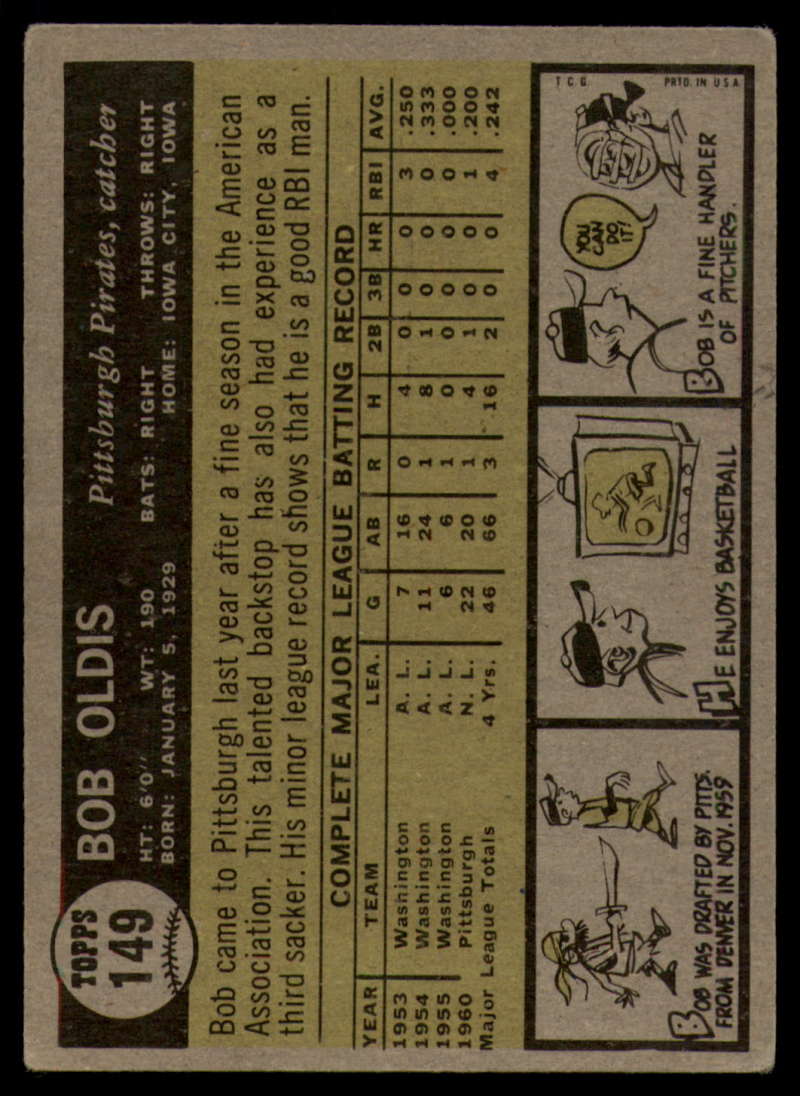 TOPPS
149
BOB OLDIS
Pittsburgh Pirates, catcher
HT: 6'0" WT: 190 BATS: RIGHT THROWS: RIGHT
BORN: JANUARY 5, 1929 HOME: IOWA CITY, IOWA
Bob came to Pittsburgh last year after a fine season in the American
Association. This talented backstop has also had experience as a
third sacker. His minor league record shows that he is a good RBI man.
COMPLETE MAJOR LEAGUE BATTING RECORD
YEAR TEAM LEA. G AB R H 2B 3B HR RBI AVG.
1953 Washington A. L. 7 16 0 4 0 0 0 3 .250
1954 Washington A. L. 11 24 1 8 1 0 0 0 .333
1955 Washington A. L. 6 6 1 0 0 0 0 0 .000
1960 Pittsburgh N. L. 22 20 1 4 1 0 0 1 .200
Major League Totals 4 Yrs. 46 66 3 16 2 0 0 4 .242
BOB WAS DRAFTED BY PITTS.
FROM DENVER IN NOV. 1959
HE ENJOYS BASKETBALL
T.C.G. PRTD. IN U S A
YOU
CAN
DO
IT!
BOB IS A FINE HANDLER
OF PITCHERS.